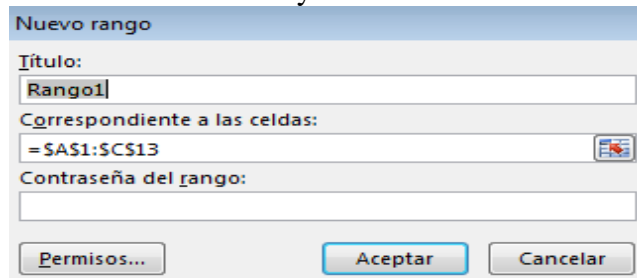 Nuevo rango
Título:
Rango1
Correspondiente a las celdas:
=$A$1:$C$13
Contraseña del rango:
Permisos... Aceptar Cancelar